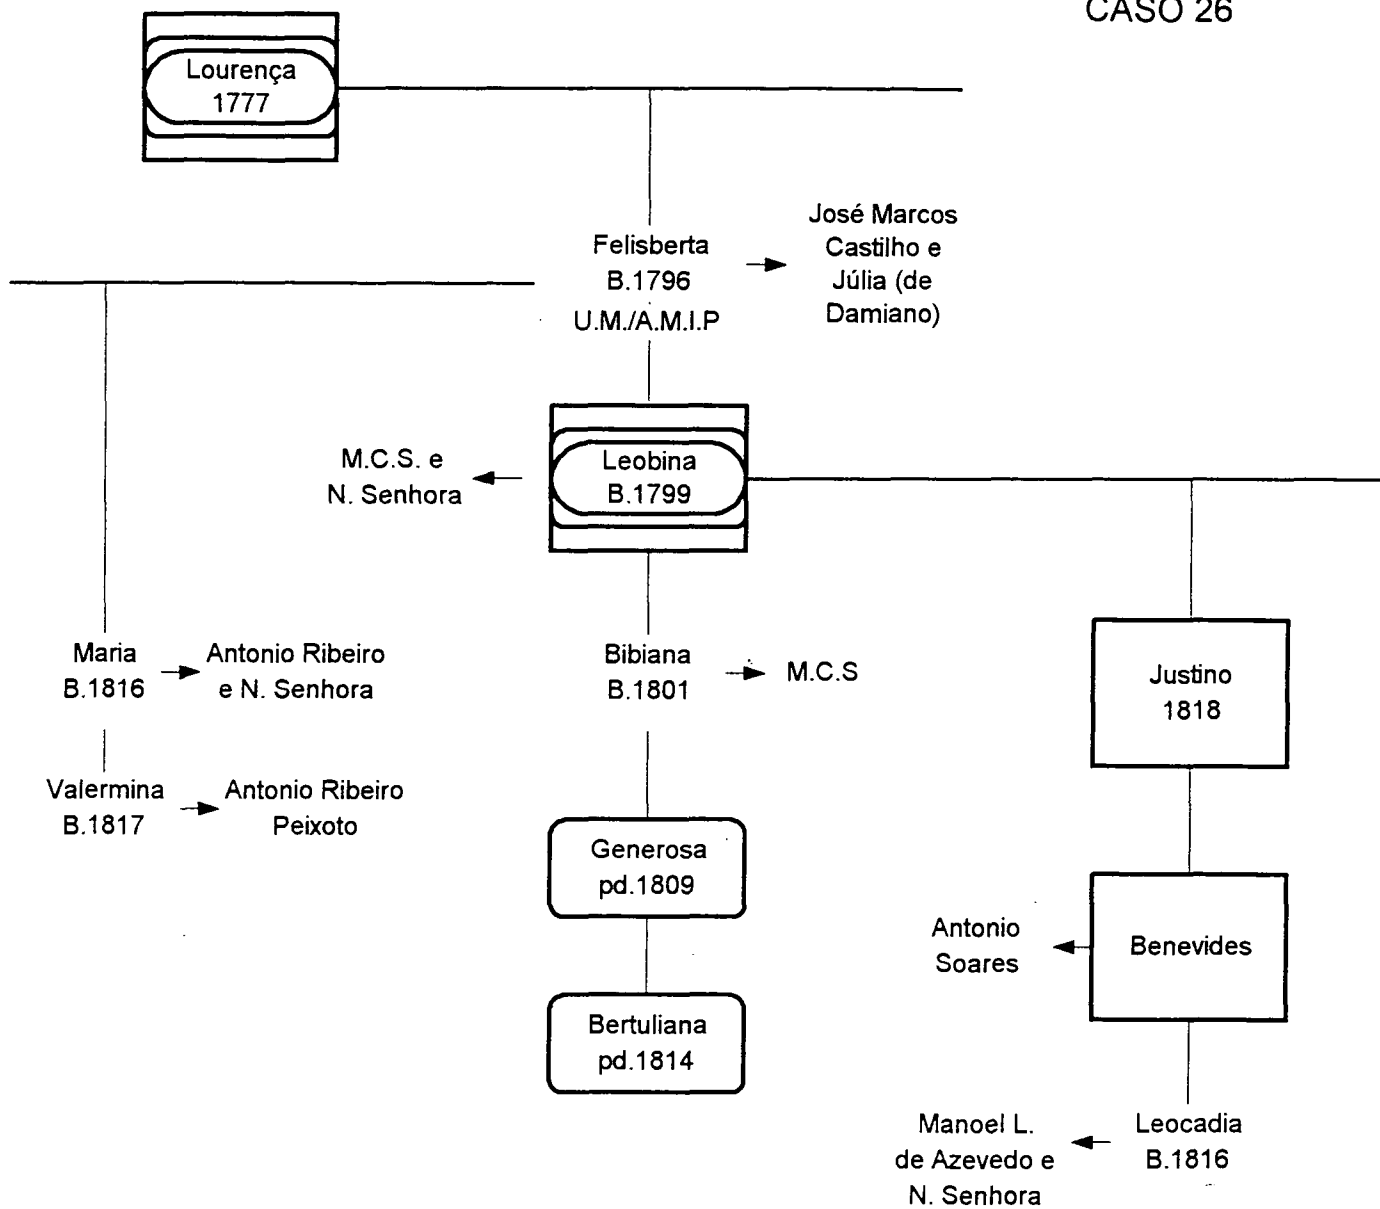 CASO 26
Lourença
1777
Felisberta
B.1796
U.M./A.M.I.P
José Marcos
Castilho e
Júlia (de
Damiano)
M.C.S. e
N. Senhora
Leobina
B.1799
Maria
B.1816
Antonio Ribeiro
e N. Senhora
Bibiana
B.1801
M.C.S
Justino
1818
Valermina
B.1817
Antonio Ribeiro
Peixoto
Generosa
pd.1809
Antonio
Soares
Benevides
Bertuliana
pd.1814
Manoel L.
de Azevedo e
N. Senhora
Leocadia
B.1816